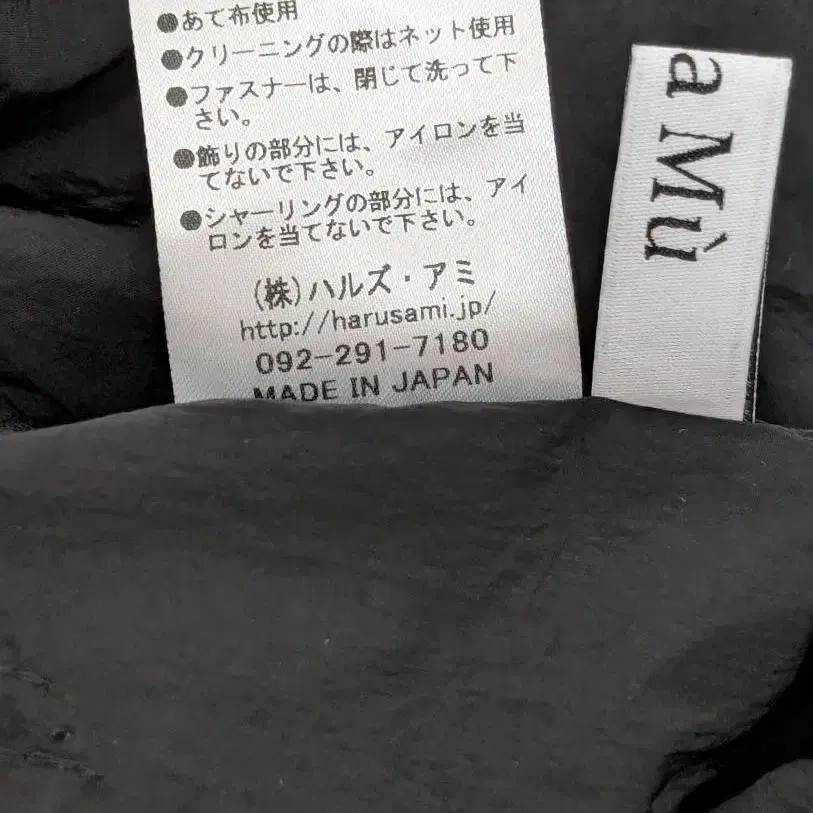 ●あて布使用
●クリーニングの際はネット使用
●ファスナーは、閉じて洗って下
さい。
●飾りの部分には、アイロンを当
てないで下さい。
●シャーリングの部分には、アイ
ロンを当てないで下さい。
(株)ハルズ・アミ
http://harusami.jp/
092-291-7180
MADE IN JAPAN
a Mù